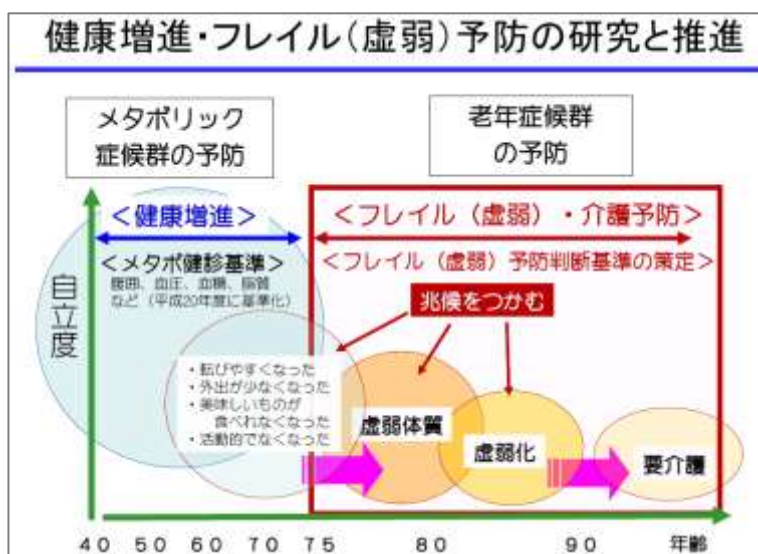 健康増進・フレイル(虚弱)予防の研究と推進
メタボリック
症候群の予防
老年症候群
の予防
<健康増進>
<フレイル(虚弱)・介護予防>
<メタボ健診基準>
腹囲、血圧、血糖、脂質
など(平成20年度に基準化)
<フレイル(虚弱)予防判断基準の策定>
自立度
兆候をつかむ
・転びやすくなった
・外出が少なくなった
・美味しいものが
食べれなくなった
・活動的でなくなった
虚弱体質
虚弱化
要介護
40 50 60 70 75 80 90 年齢